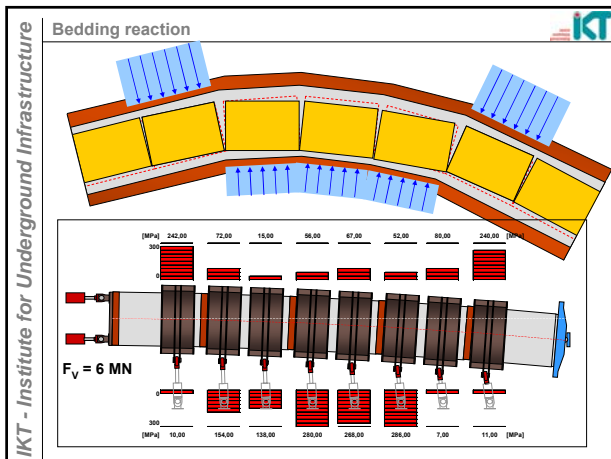 IKT - Institute for Underground Infrastructure
Bedding reaction
iKT
[MPa] 242,00 72,00 15,00 56,00 67,00 52,00 80,00 240,00 [MPa]
300
0
F_V = 6 MN
0
300
[MPa] 10,00 154,00 138,00 280,00 268,00 286,00 7,00 11,00 [MPa]